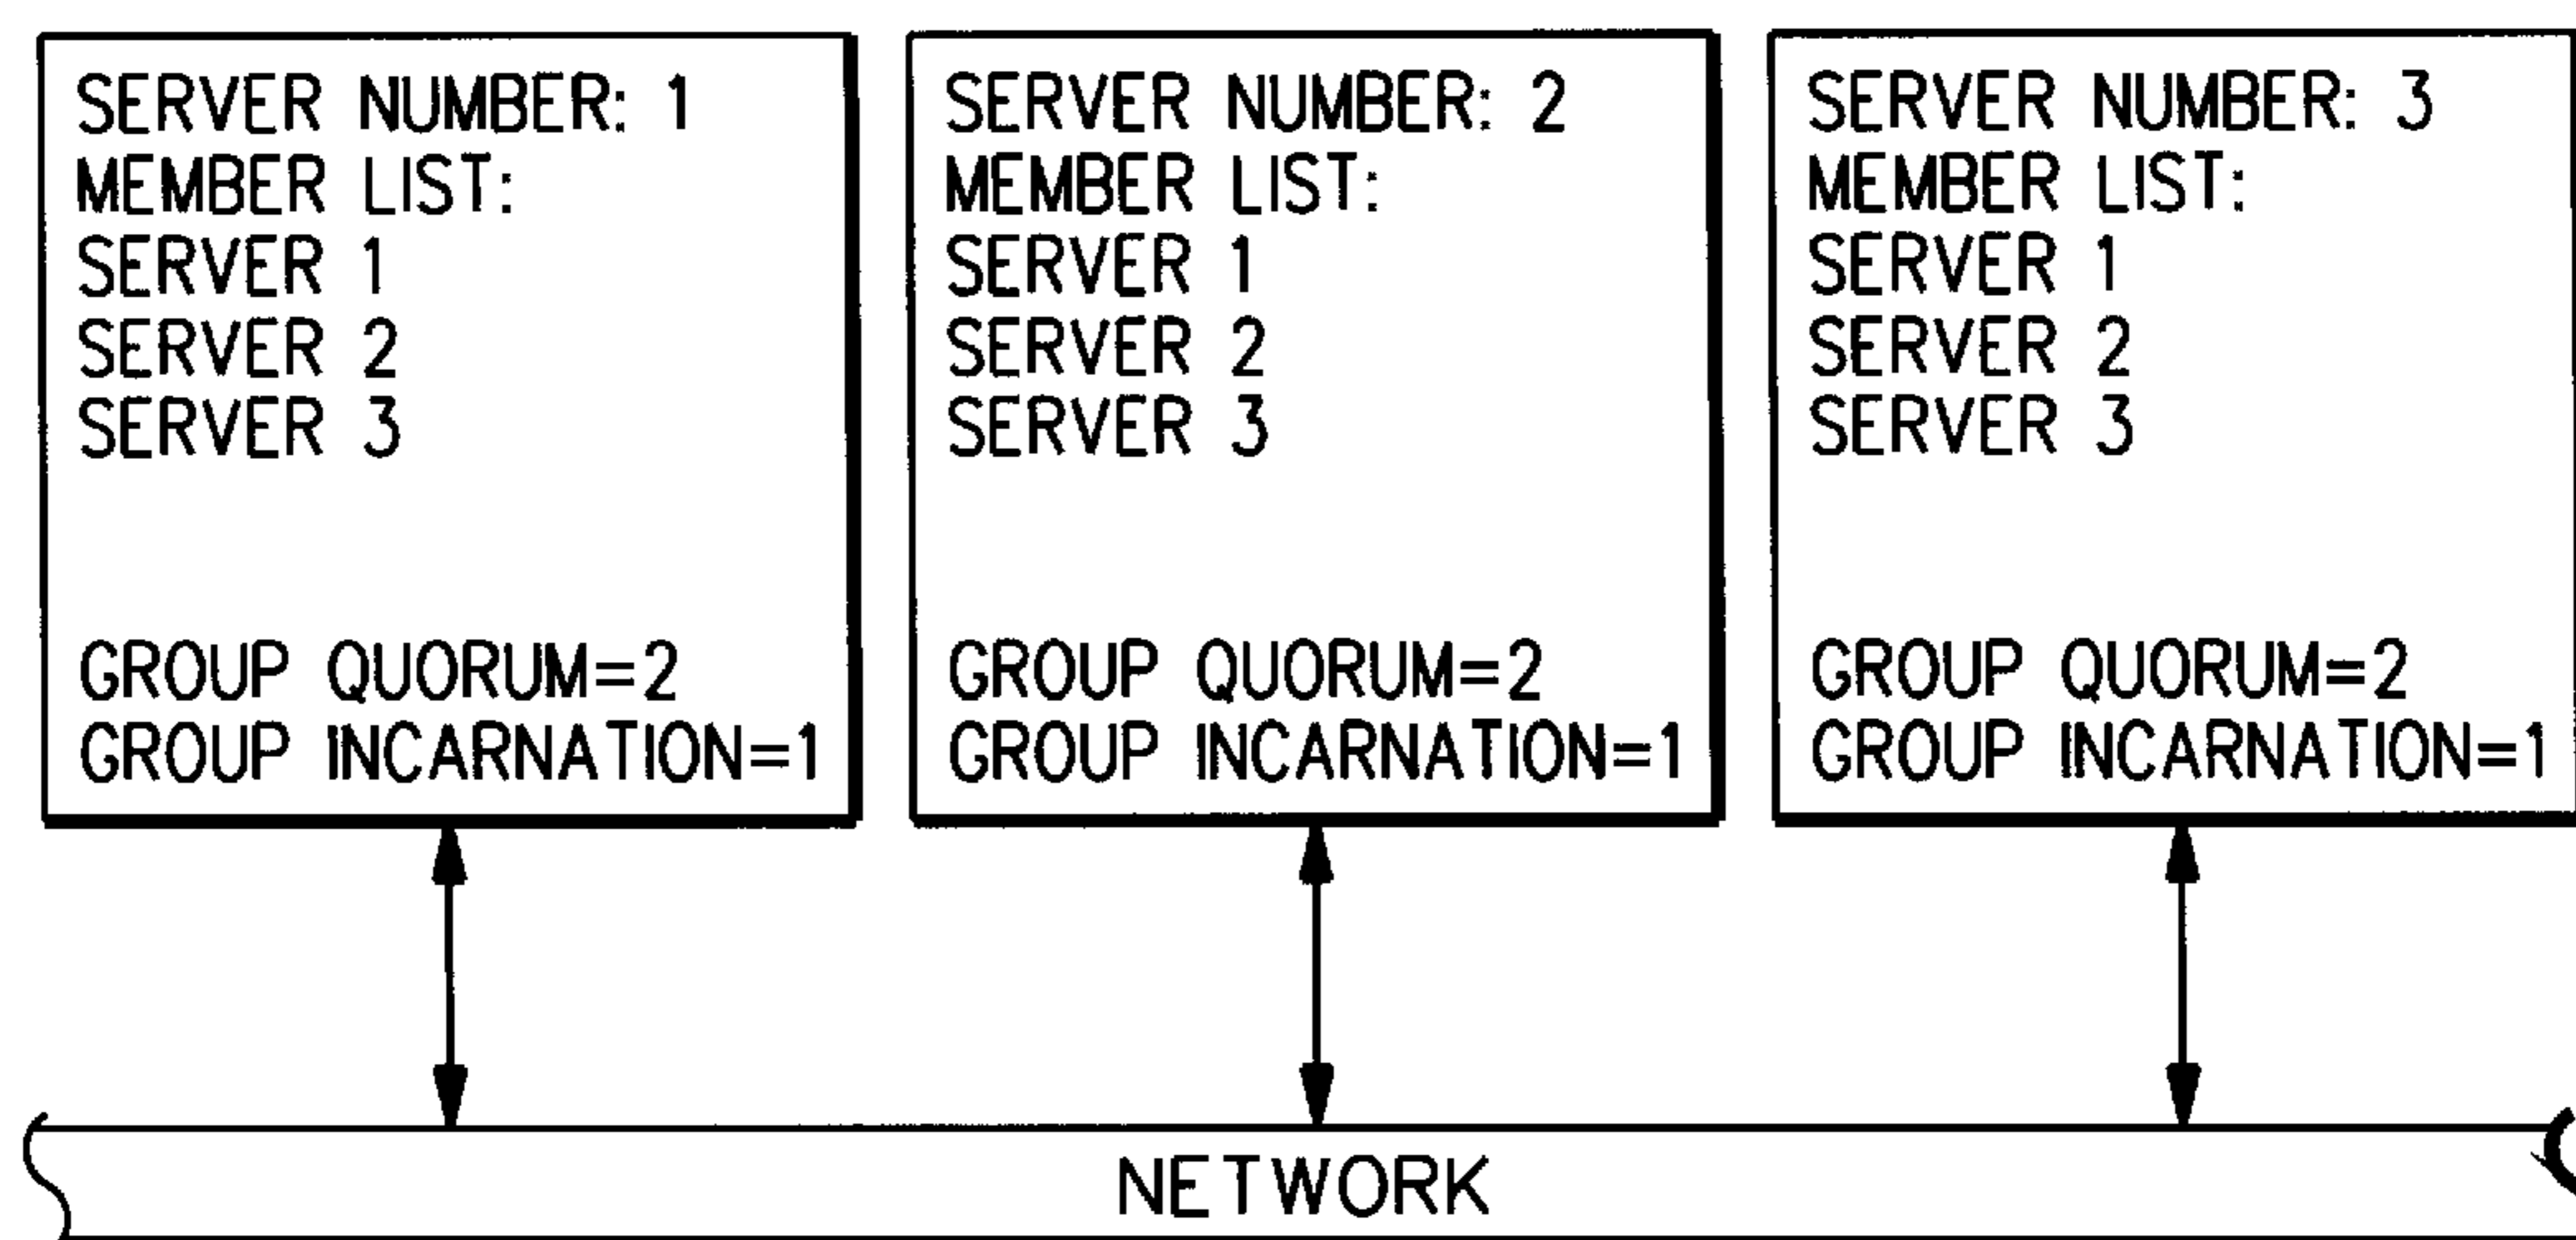 SERVER NUMBER: 1
MEMBER LIST:
SERVER 1
SERVER 2
SERVER 3
GROUP QUORUM=2
GROUP INCARNATION=1
SERVER NUMBER: 2
MEMBER LIST:
SERVER 1
SERVER 2
SERVER 3
GROUP QUORUM=2
GROUP INCARNATION=1
SERVER NUMBER: 3
MEMBER LIST:
SERVER 1
SERVER 2
SERVER 3
GROUP QUORUM=2
GROUP INCARNATION=1
NETWORK